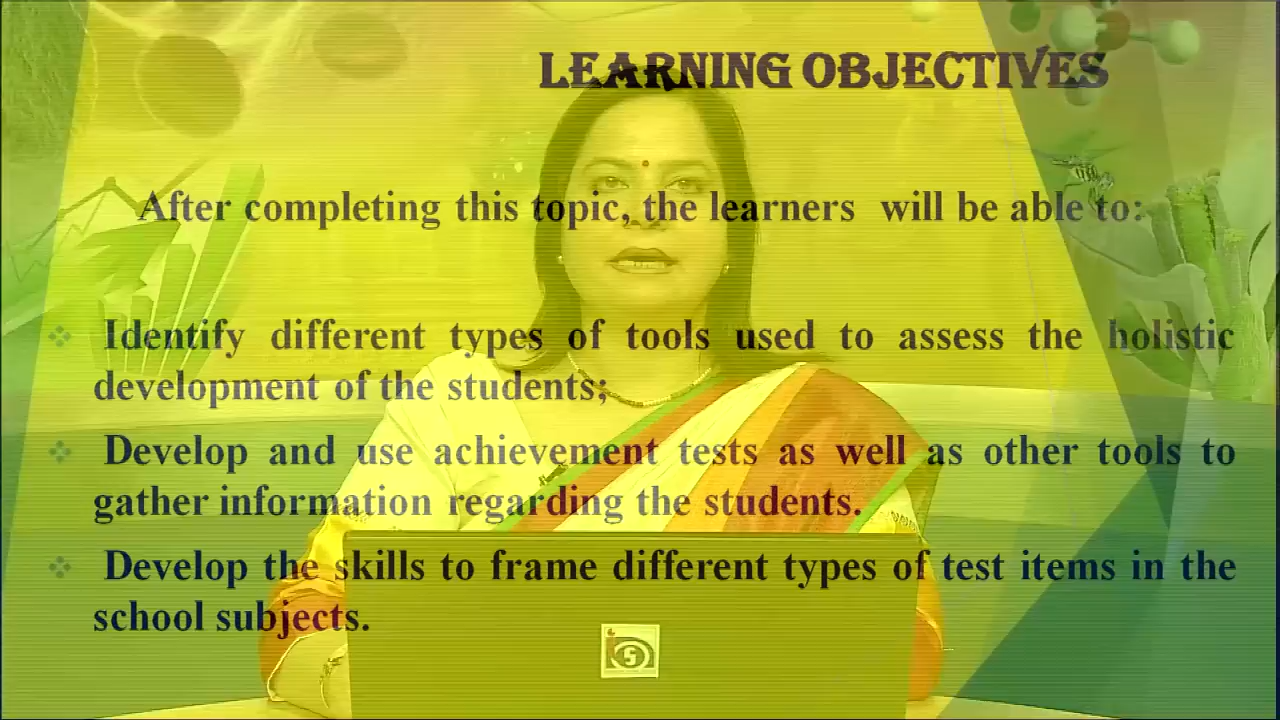 LEARNING OBJECTIVES
After completing this topic, the learners will be able to:
Identify different types of tools used to assess the holistic
development of the students;
Develop and use achievement tests as well as other tools to
gather information regarding the students.
Develop the skills to frame different types of test items in the
school subjects.